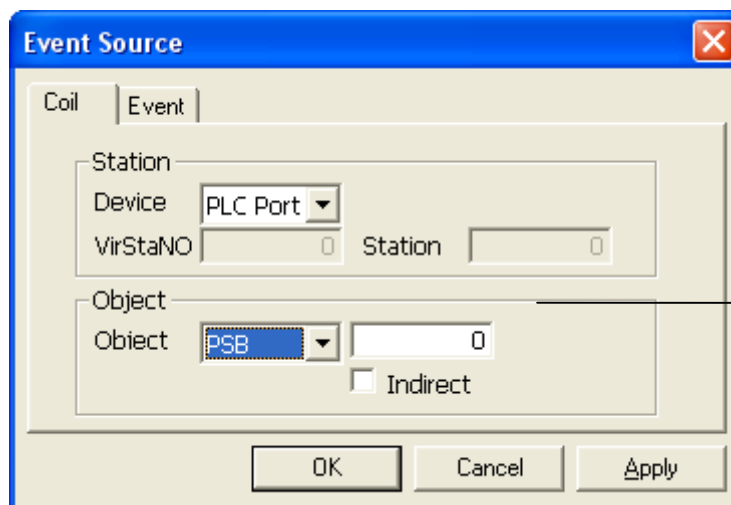 Event Source
Coil Event
Station
Device PLC Port
VirStaNO 0 Station 0
Object
Obiect PSB 0
Indirect
OK Cancel Apply